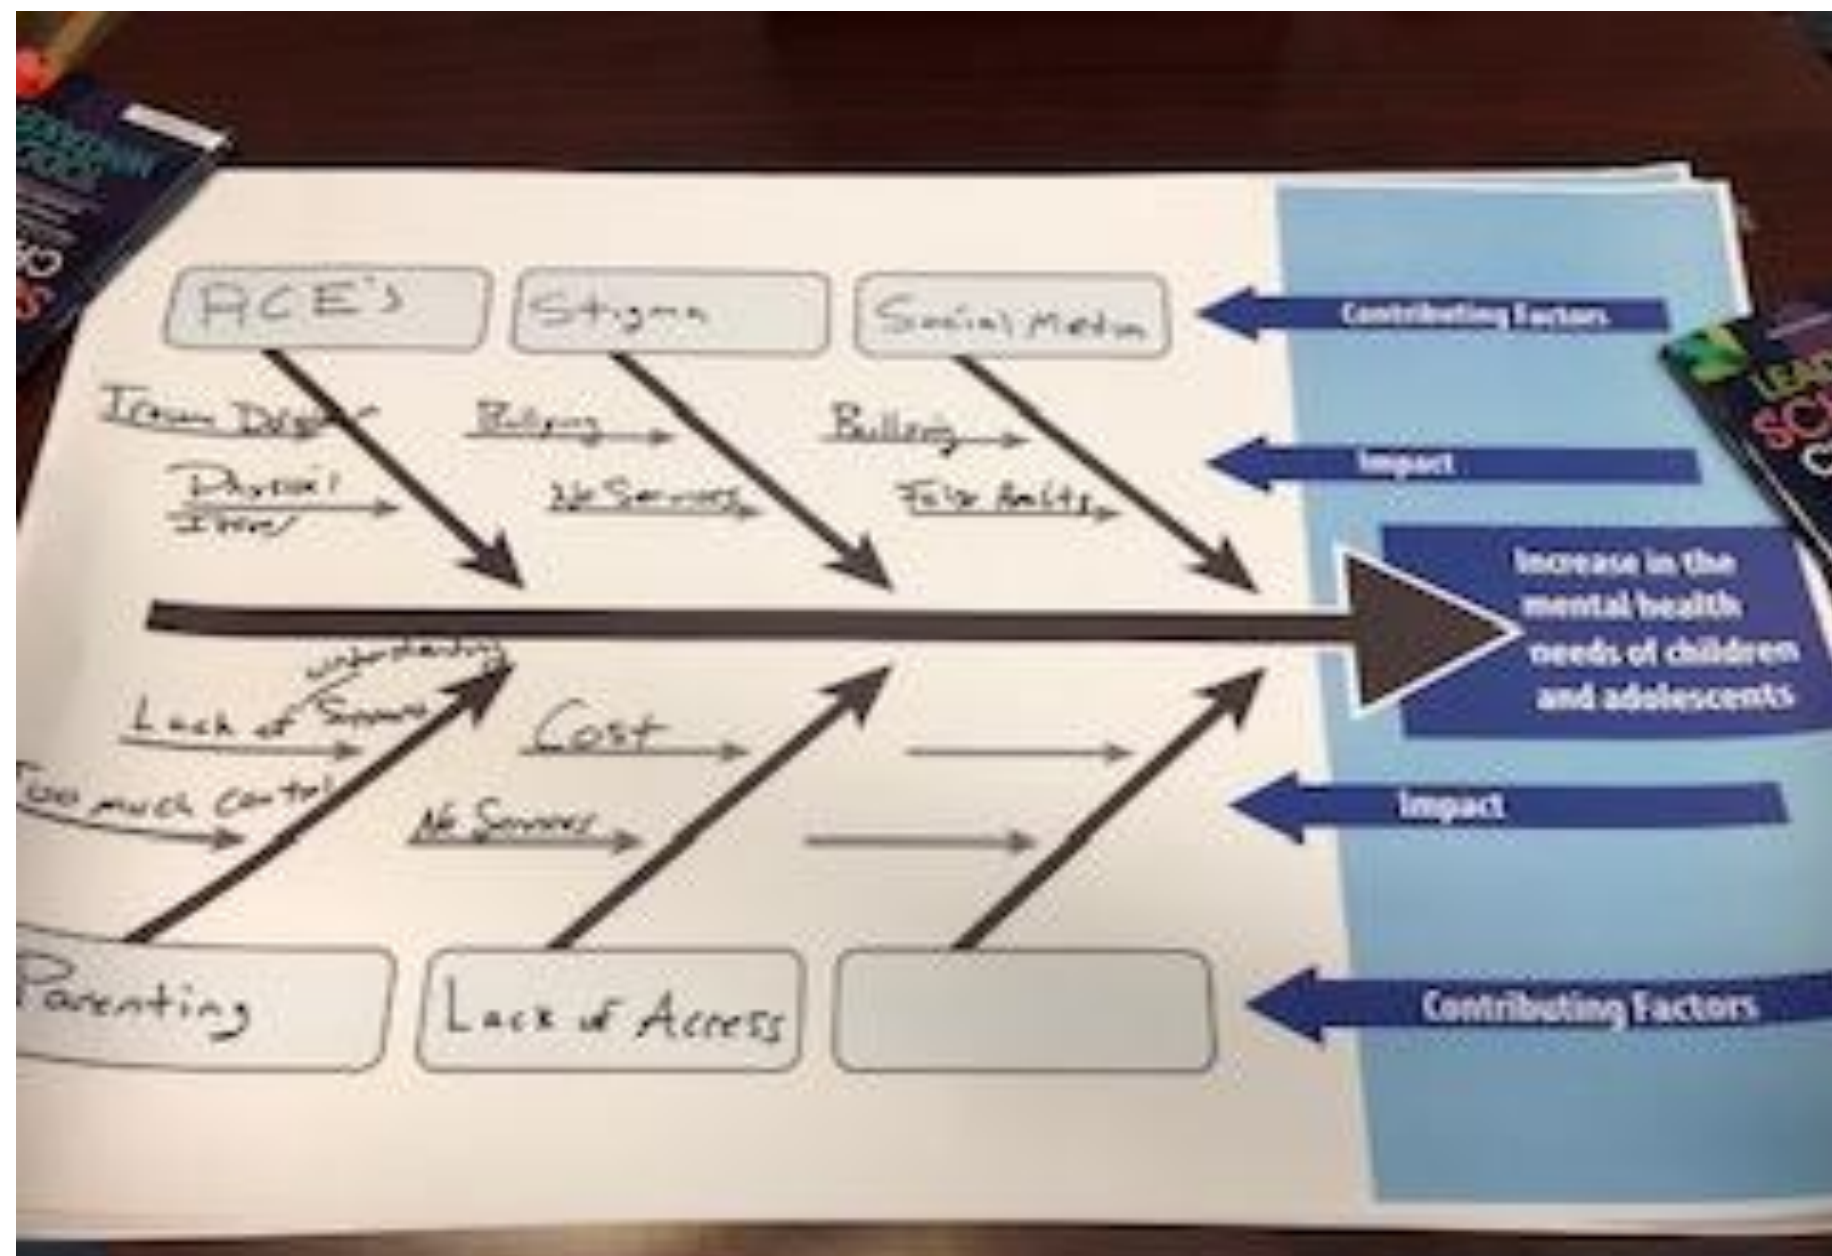 ACE's
Stigma
Social Media
Contributing Factors
Bullying
Bullying
Impact
Physical
No Services
Increase in the
mental health
needs of children
and adolescents
understanding
Lack of Support
Cost
Too much control
No Services
Impact
Parenting
Lack of Access
Contributing Factors